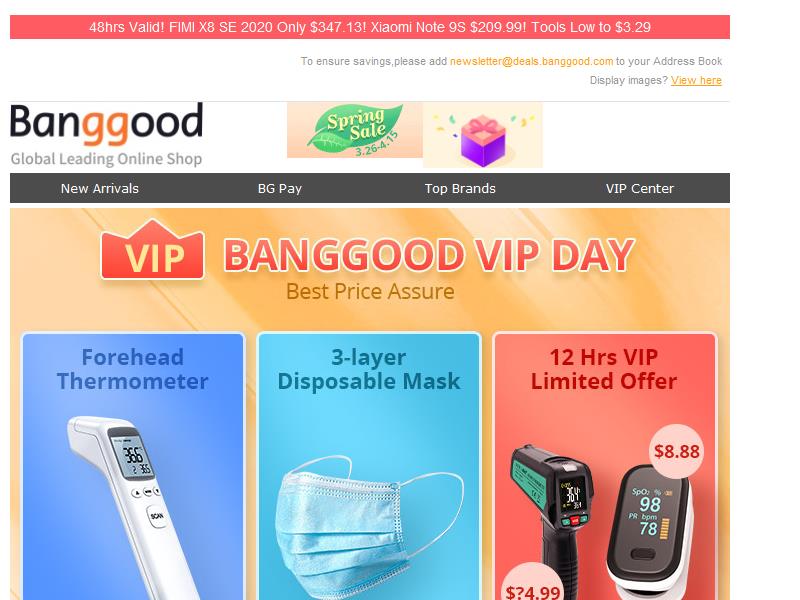 48hrs Valid! FIMI X8 SE 2020 Only $347.13! Xiaomi Note 9S $209.99! Tools Low to $3.29
To ensure savings,please add newsletter@deals.banggood.com to your Address Book
Display images? View here
Banggood
Global Leading Online Shop
Spring
Sale
3.26-4.15
New Arrivals BG Pay Top Brands VIP Center
VIP BANGGOOD VIP DAY
Best Price Assure
Forehead
Thermometer
3-layer
Disposable Mask
12 Hrs VIP
Limited Offer
$8.88
SpO₂ %
98
PR bpm
78
SCAN
$?4.99